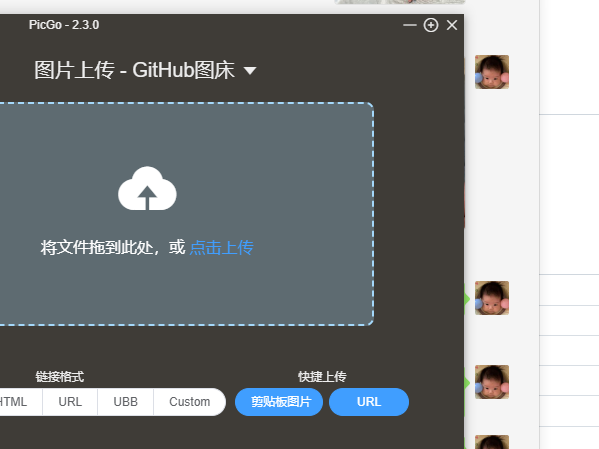 PicGo - 2.3.0
图片上传 - GitHub图床
将文件拖到此处，或 点击上传
链接格式
快捷上传
HTML URL UBB Custom 剪贴板图片 URL